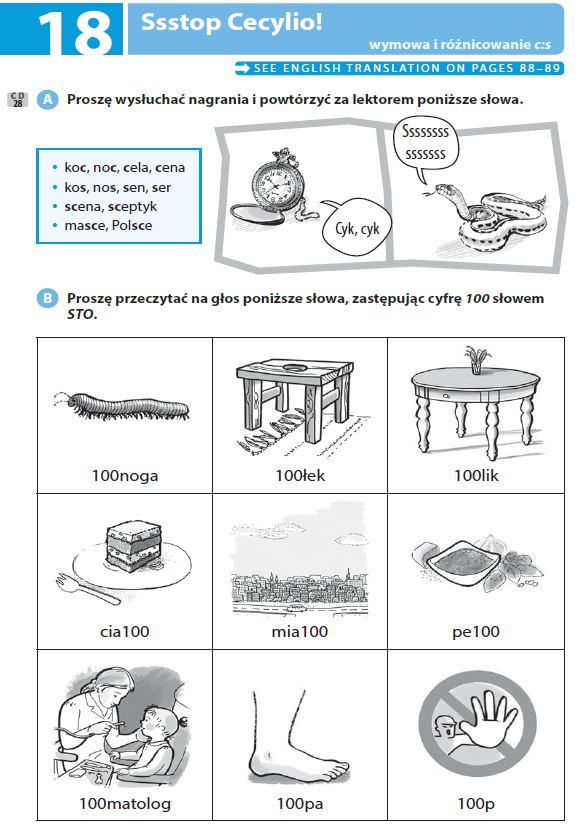 18
Ssstop Cecylio!
wymowa i różnicowanie c:s
SEE ENGLISH TRANSLATION ON PAGES 88–89
CD
28
A Proszę wysłuchać nagrania i powtórzyć za lektorem poniższe słowa.
• koc, noc, cela, cena
• kos, nos, sen, ser
• scena, sceptyk
• masce, Polsce
Cyk, cyk
Ssssssss
sssssss
B Proszę przeczytać na głos poniższe słowa, zastępując cyfrę 100 słowem
STO.
100noga
100łek
100lik
cia100
mia100
pe100
100matolog
100pa
100p